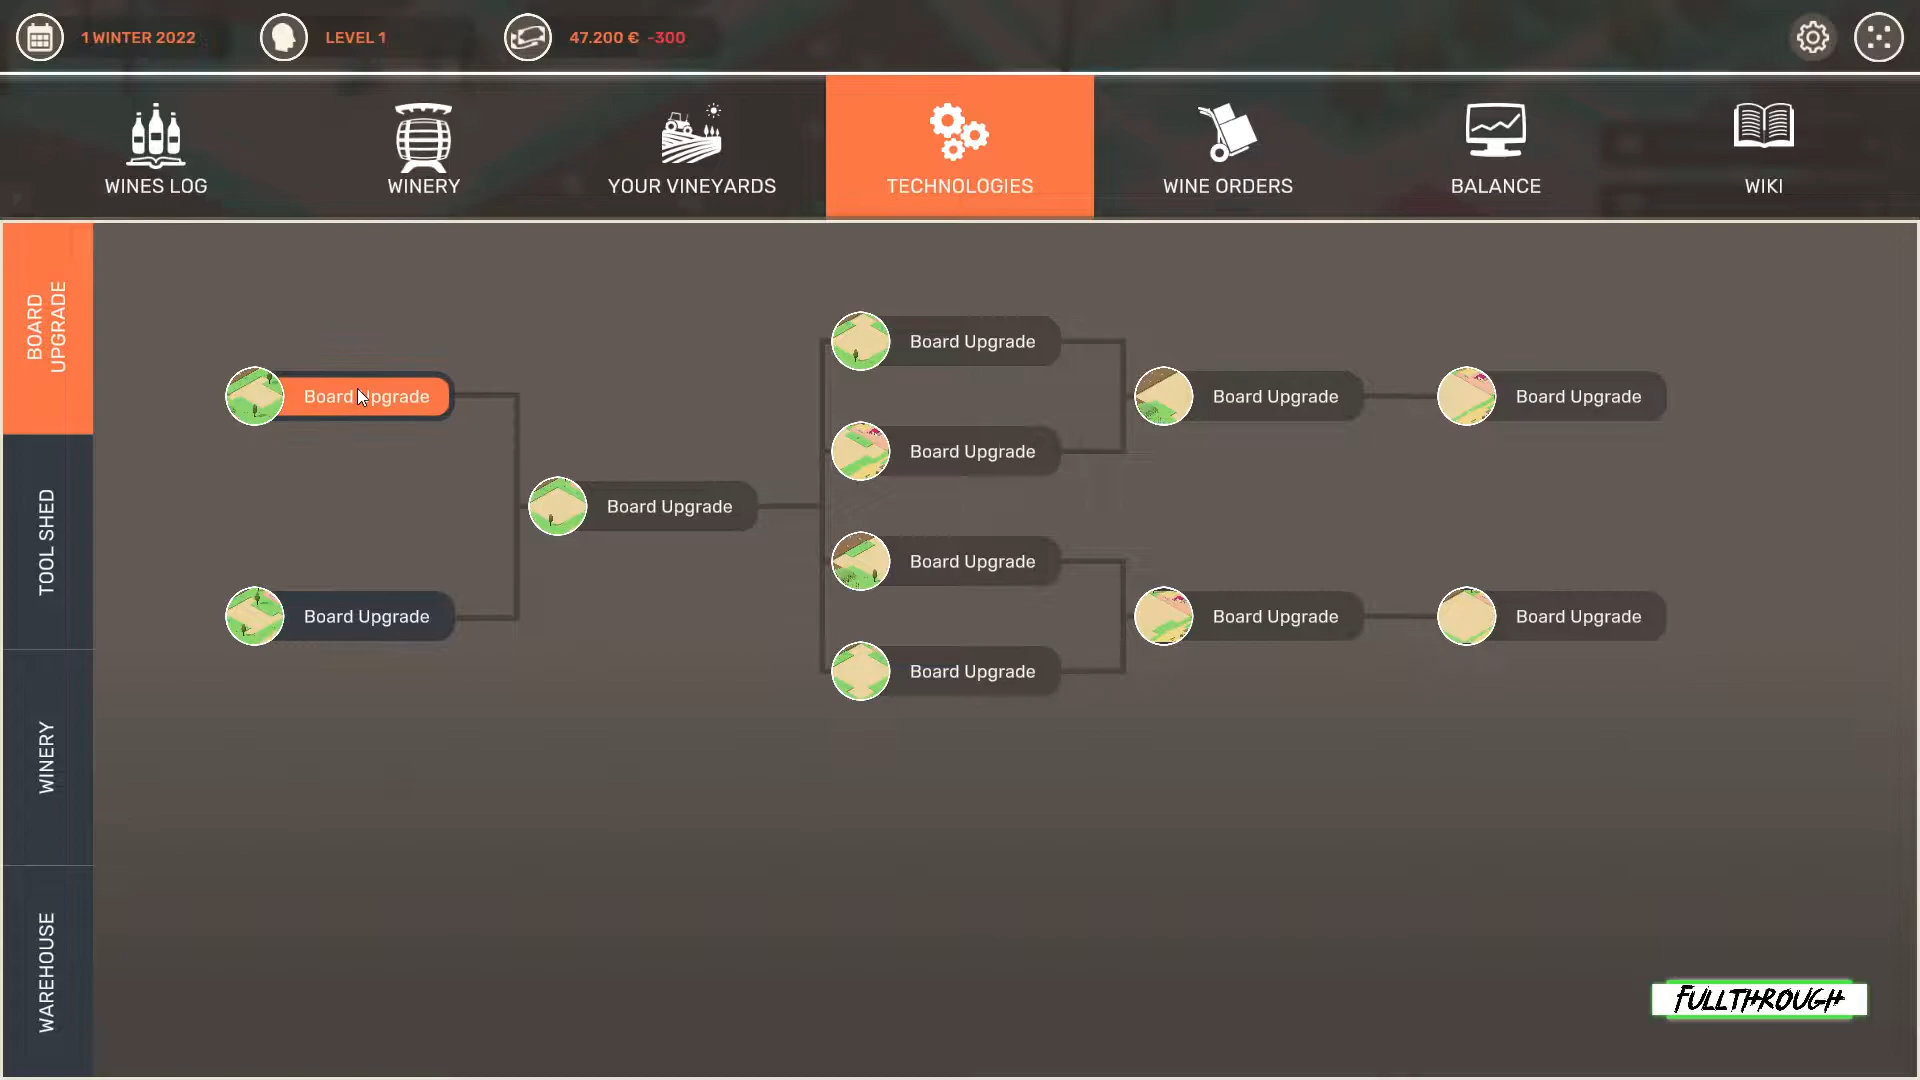 1 WINTER 2022
LEVEL 1
47.200 € -300
WINES LOG
WINERY
YOUR VINEYARDS
TECHNOLOGIES
WINE ORDERS
BALANCE
WIKI
BOARD
UPGRADE
TOOL SHED
WINERY
WAREHOUSE
Board Upgrade
Board Upgrade
Board Upgrade
Board Upgrade
Board Upgrade
Board Upgrade
Board Upgrade
Board Upgrade
Board Upgrade
Board Upgrade
Board Upgrade
FULLTHROUGH